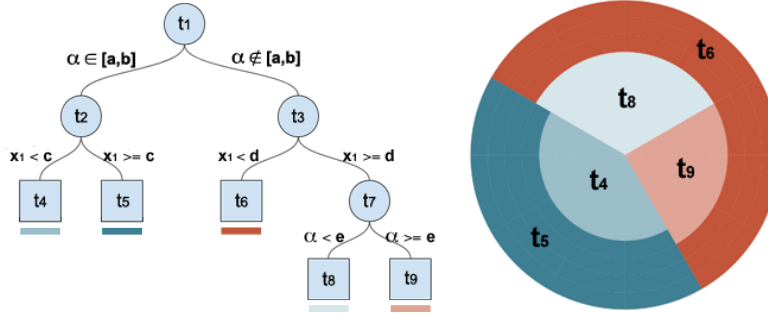 t1
α ∈ [a,b]
α ∉ [a,b]
t2
t3
x1 < c
x1 >= c
x1 < d
x1 >= d
t4
t5
t6
t7
α < e
α >= e
t8
t9
t6
t8
t9
t4
t5